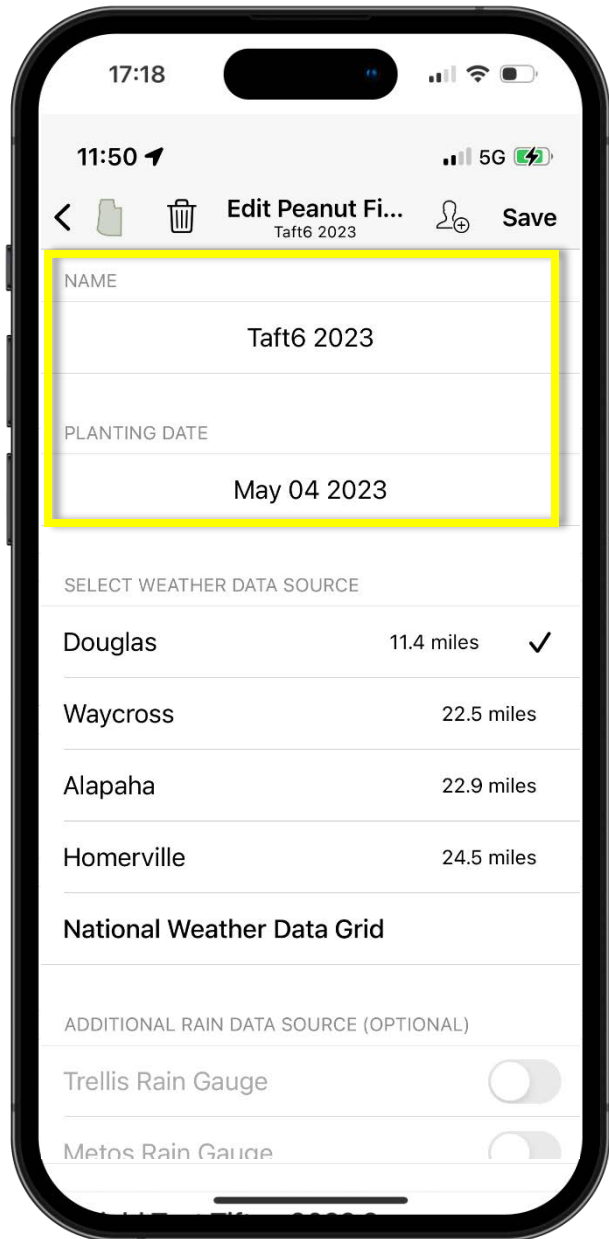 17:18
11:50 5G
Edit Peanut Fi... Save
Taft6 2023
NAME
Taft6 2023
PLANTING DATE
May 04 2023
SELECT WEATHER DATA SOURCE
Douglas 11.4 miles
Waycross 22.5 miles
Alapaha 22.9 miles
Homerville 24.5 miles
National Weather Data Grid
ADDITIONAL RAIN DATA SOURCE (OPTIONAL)
Trellis Rain Gauge
Metos Rain Gauge